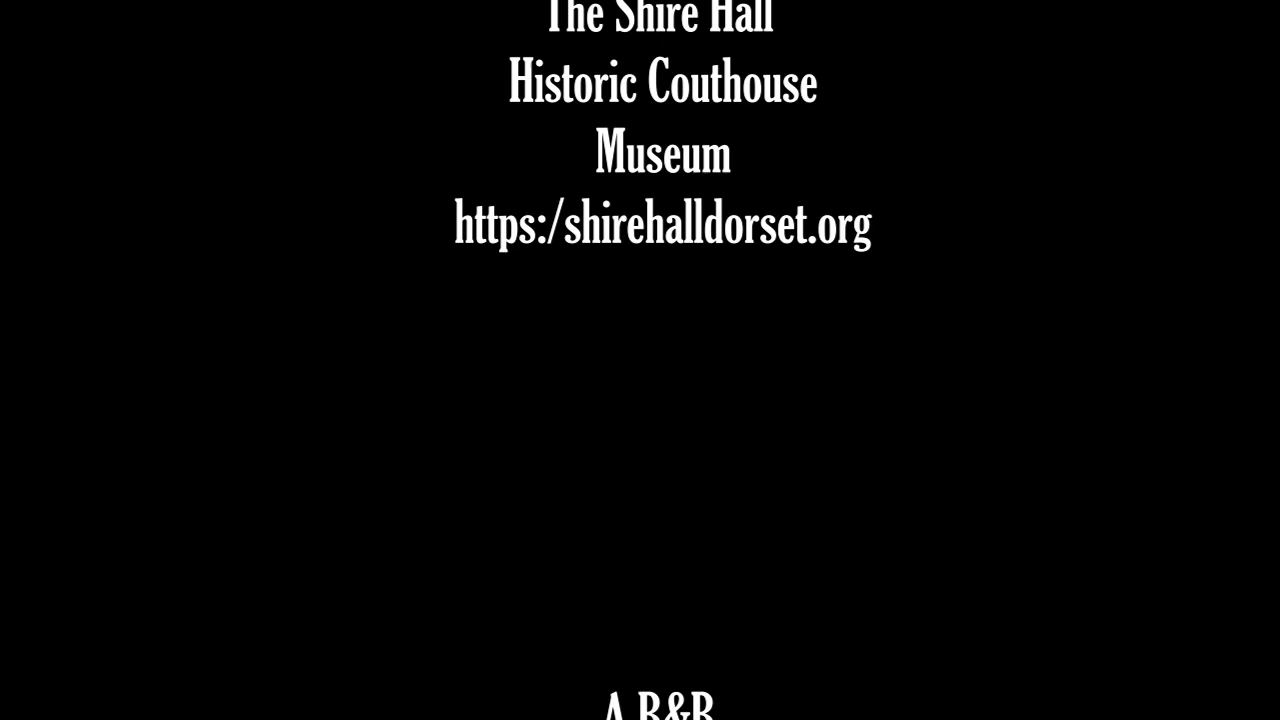 The Shire Hall
Historic Couthouse
Museum
https:/shirehalldorset.org
A R&B